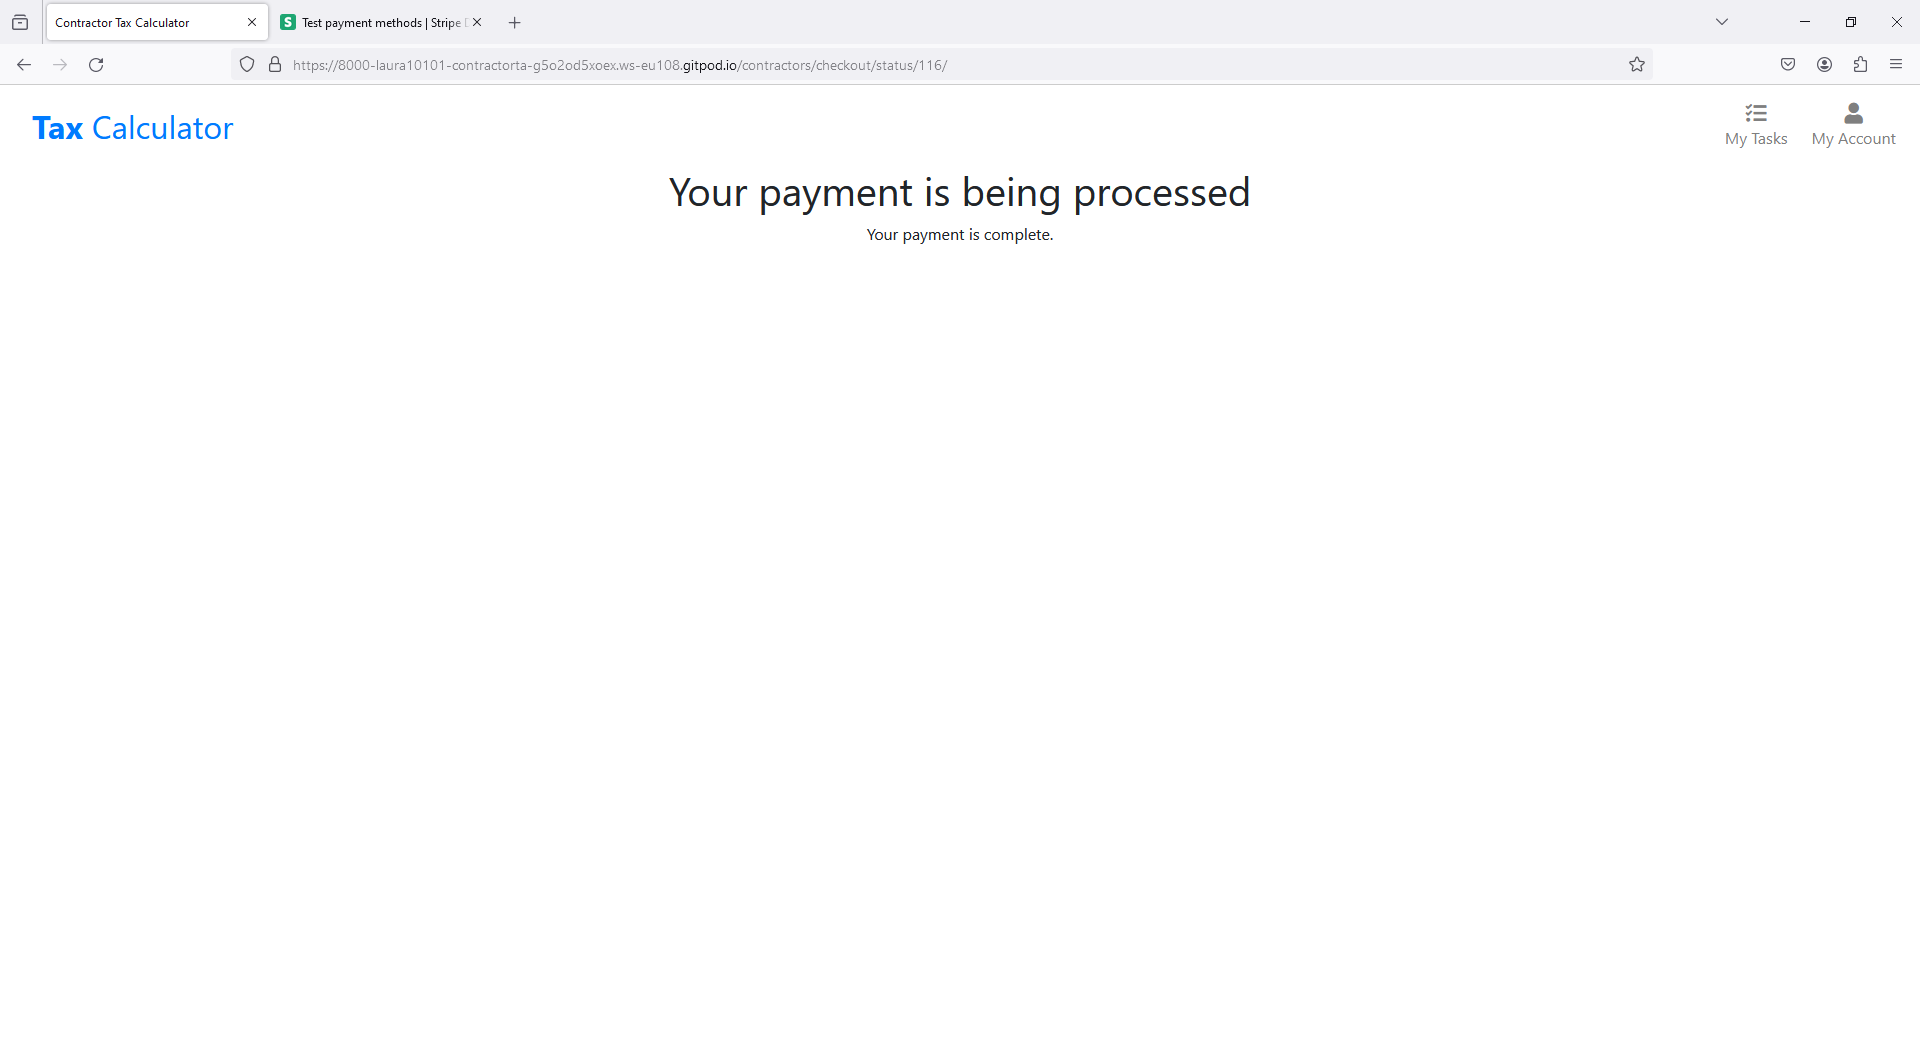 Contractor Tax Calculator
Test payment methods | Stripe
https://8000-laura10101-contractorta-g5o2od5xoex.ws-eu108.gitpod.io/contractors/checkout/status/116/
Tax Calculator
My Tasks
My Account
Your payment is being processed
Your payment is complete.